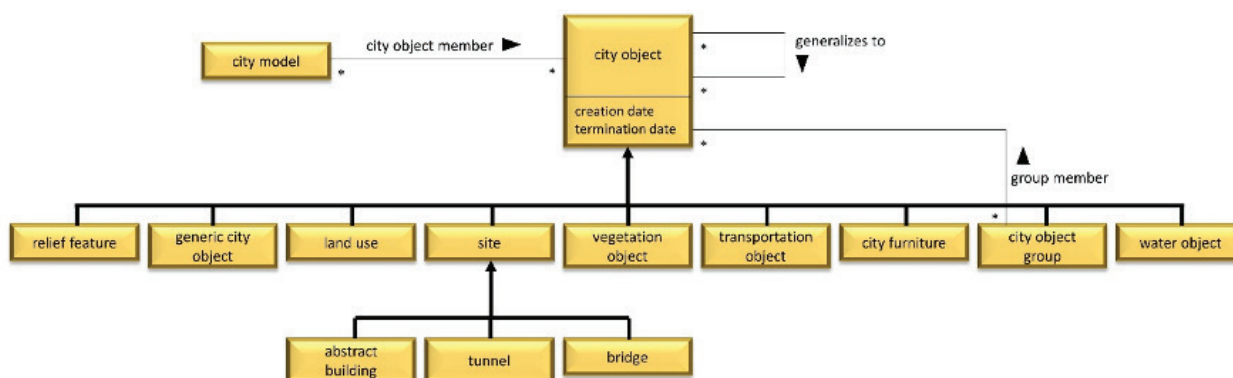 city model
city object member ►
*
*
city object
creation date
termination date
*
*
generalizes to
▼
*
▲
group member
*
relief feature
generic city
object
land use
site
vegetation
object
transportation
object
city furniture
city object
group
water object
abstract
building
tunnel
bridge